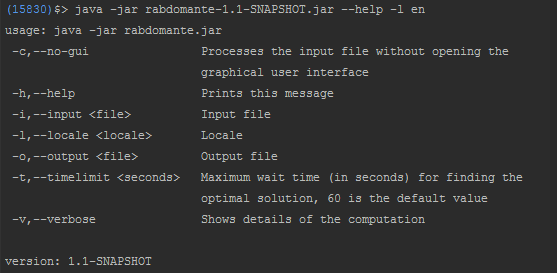 (15830)$> java -jar rabdomante-1.1-SNAPSHOT.jar --help -l en
usage: java -jar rabdomante.jar
-c,--no-gui Processes the input file without opening the
graphical user interface
-h,--help Prints this message
-i,--input <file> Input file
-l,--locale <locale> Locale
-o,--output <file> Output file
-t,--timelimit <seconds> Maximum wait time (in seconds) for finding the
optimal solution, 60 is the default value
-v,--verbose Shows details of the computation
version: 1.1-SNAPSHOT